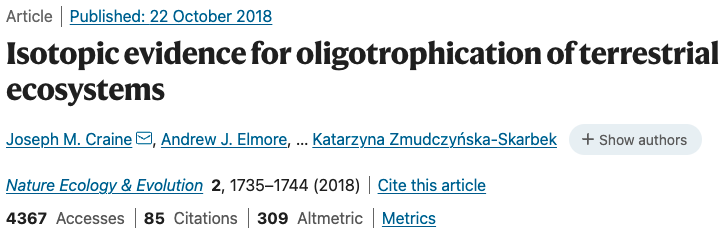 Article | Published: 22 October 2018
Isotopic evidence for oligotrophication of terrestrial
ecosystems
Joseph M. Craine, Andrew J. Elmore, ... Katarzyna Zmudczyńska-Skarbek + Show authors
Nature Ecology & Evolution 2, 1735–1744 (2018) | Cite this article
4367 Accesses | 85 Citations | 309 Altmetric | Metrics